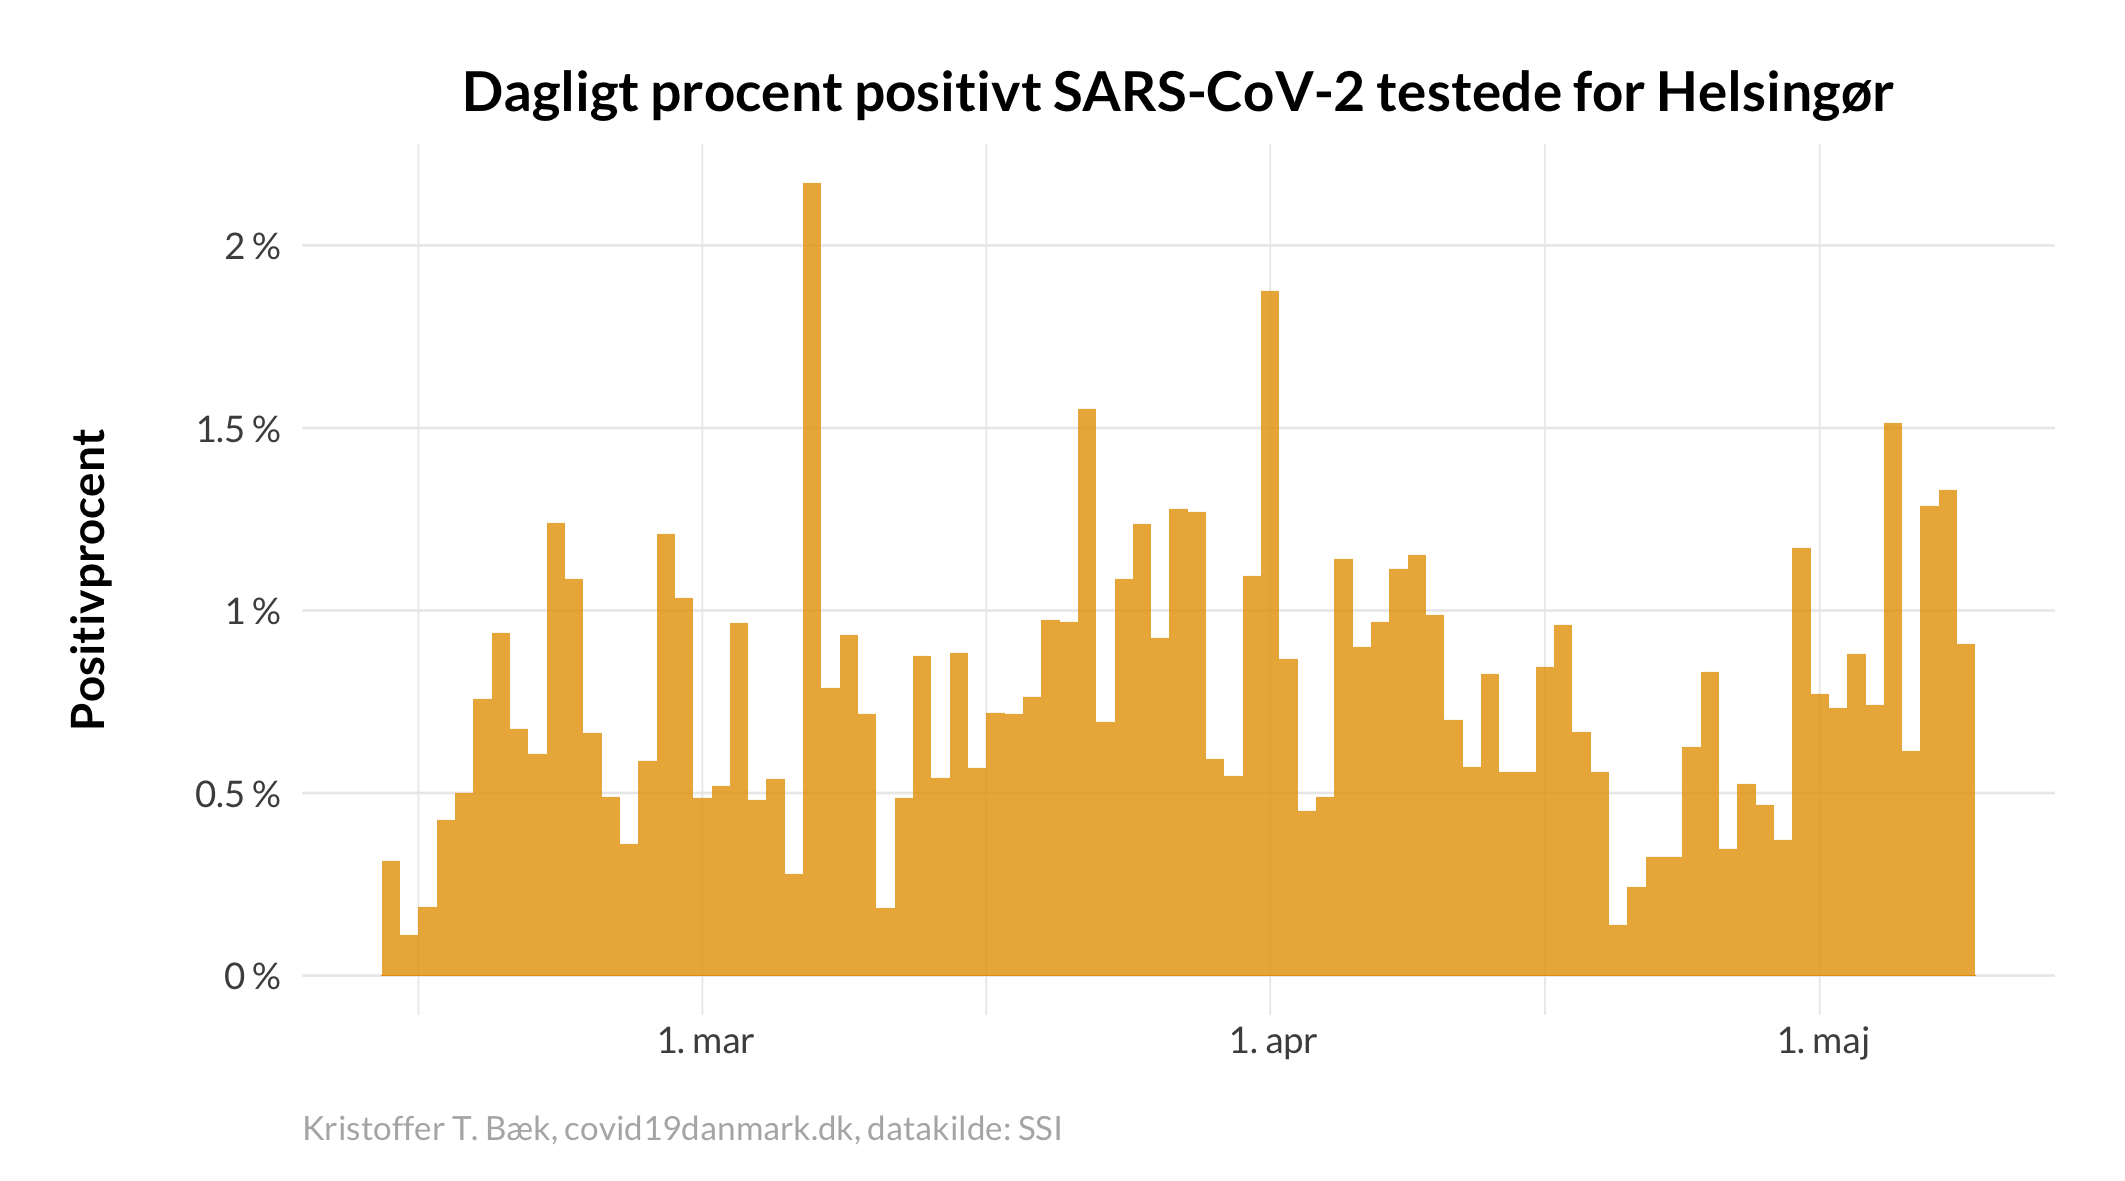 Dagligt procent positivt SARS-CoV-2 testede for Helsingør
Positivprocent
2 %
1.5 %
1 %
0.5 %
0 %
1. mar
1. apr
1. maj
Kristoffer T. Bæk, covid19danmark.dk, datakilde: SSI